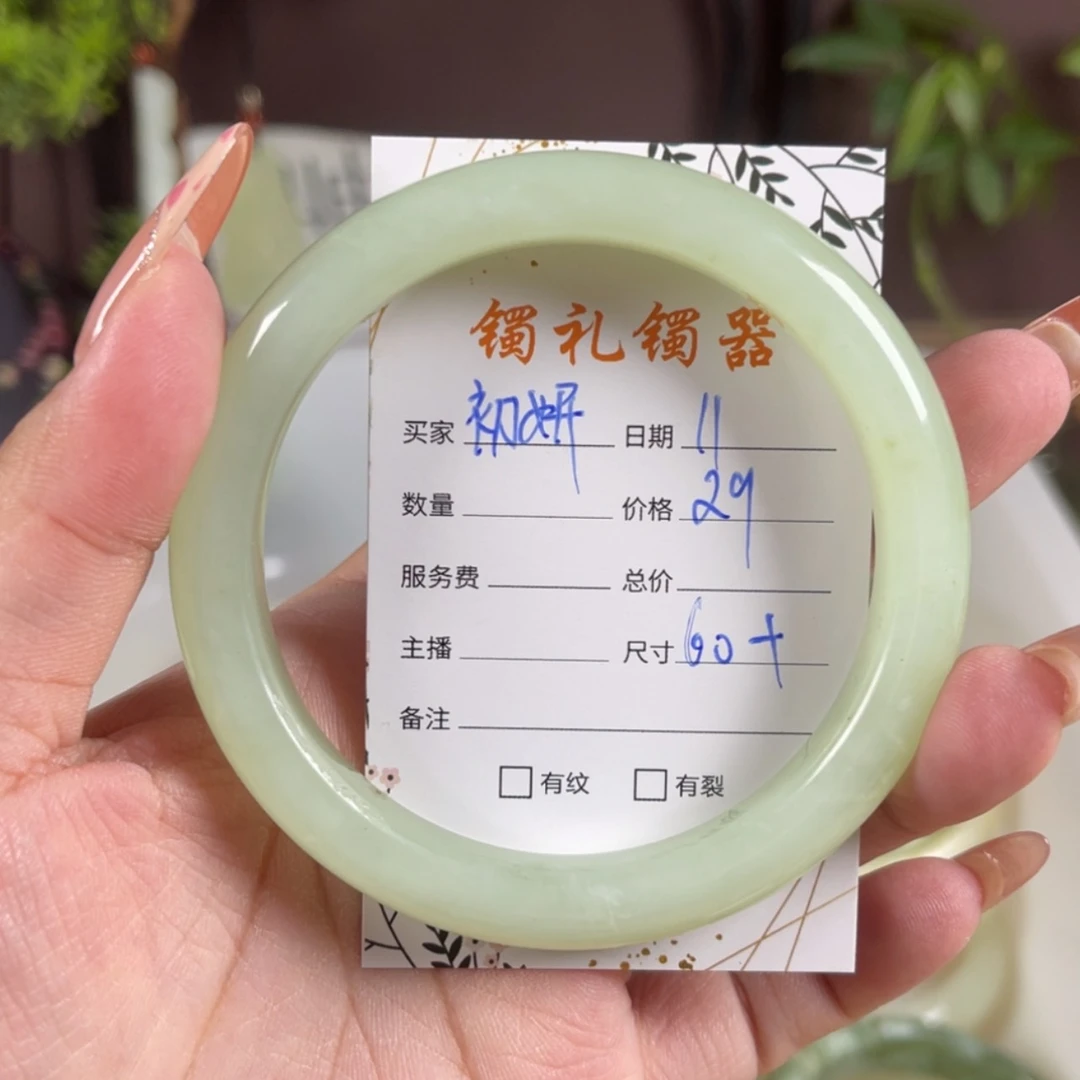 镯礼镯器
买家 初妍 日期 11
数量 价格 29
服务费 总价
主播 尺寸 60+
备注
有纹 有裂